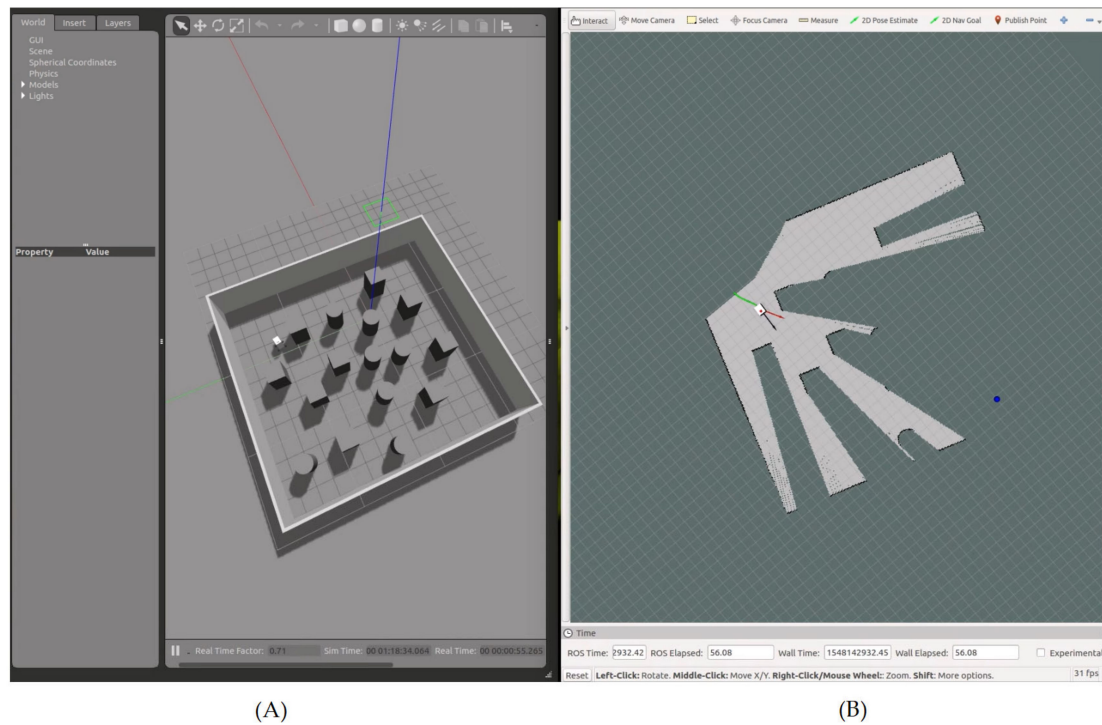 World Insert Layers
GUI
Scene
Spherical Coordinates
Physics
Models
Lights
Property Value
Real Time Factor: 0.71 Sim Time: 00 01:18:34.064 Real Time: 00 00:00:55.265
Interact Move Camera Select Focus Camera Measure 2D Pose Estimate 2D Nav Goal Publish Point
Time
ROS Time: 2932.42 ROS Elapsed: 56.08 Wall Time: 1548142932.45 Wall Elapsed: 56.08 Experimental
Reset Left-Click: Rotate. Middle-Click: Move X/Y. Right-Click/Mouse Wheel:: Zoom. Shift: More options. 31 fps
(A) (B)